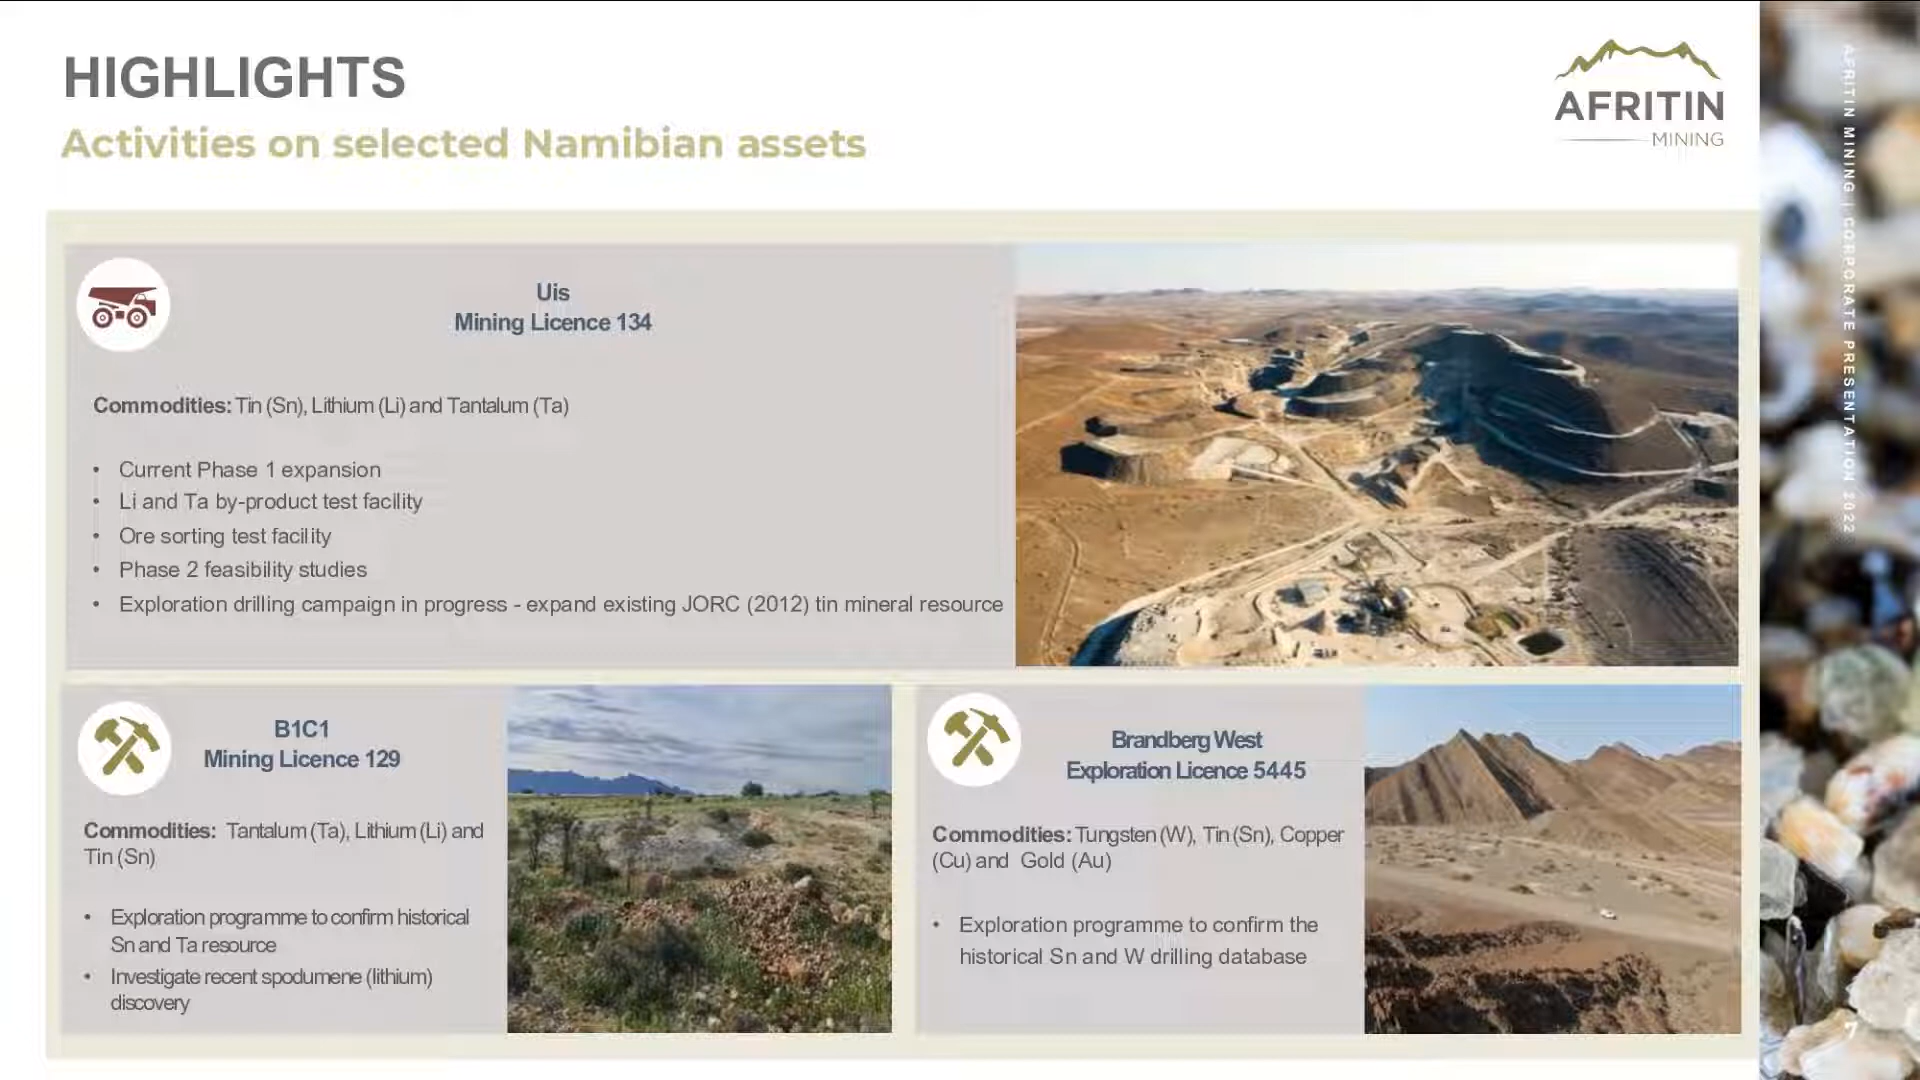 HIGHLIGHTS
Activities on selected Namibian assets
AFRITIN
MINING
Uis
Mining Licence 134
Commodities: Tin (Sn), Lithium (Li) and Tantalum (Ta)
• Current Phase 1 expansion
• Li and Ta by-product test facility
• Ore sorting test facility
• Phase 2 feasibility studies
• Exploration drilling campaign in progress - expand existing JORC (2012) tin mineral resource
B1C1
Mining Licence 129
Commodities: Tantalum (Ta), Lithium (Li) and
Tin (Sn)
• Exploration programme to confirm historical
Sn and Ta resource
• Investigate recent spodumene (lithium)
discovery
Brandberg West
Exploration Licence 5445
Commodities: Tungsten (W), Tin (Sn), Copper
(Cu) and Gold (Au)
• Exploration programme to confirm the
historical Sn and W drilling database
AFRITIN MINING | CORPORATE PRESENTATION 2022
7